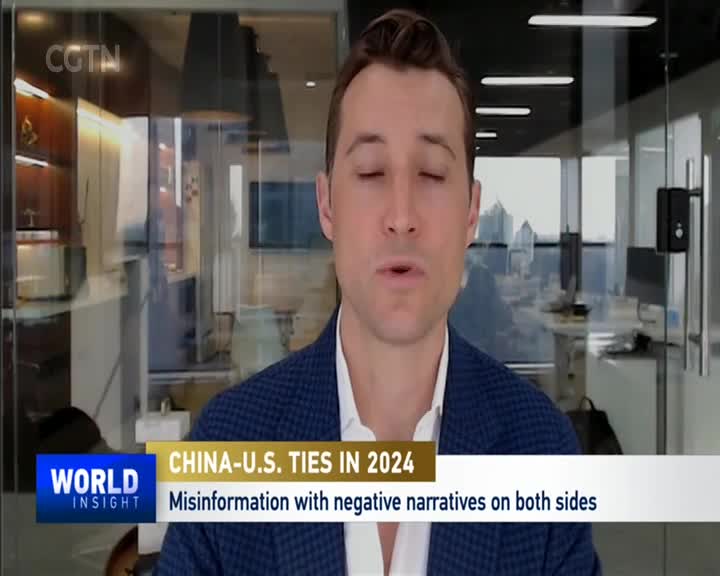 CGTN
CHINA-U.S. TIES IN 2024
WORLD
INSIGHT
Misinformation with negative narratives on both sides